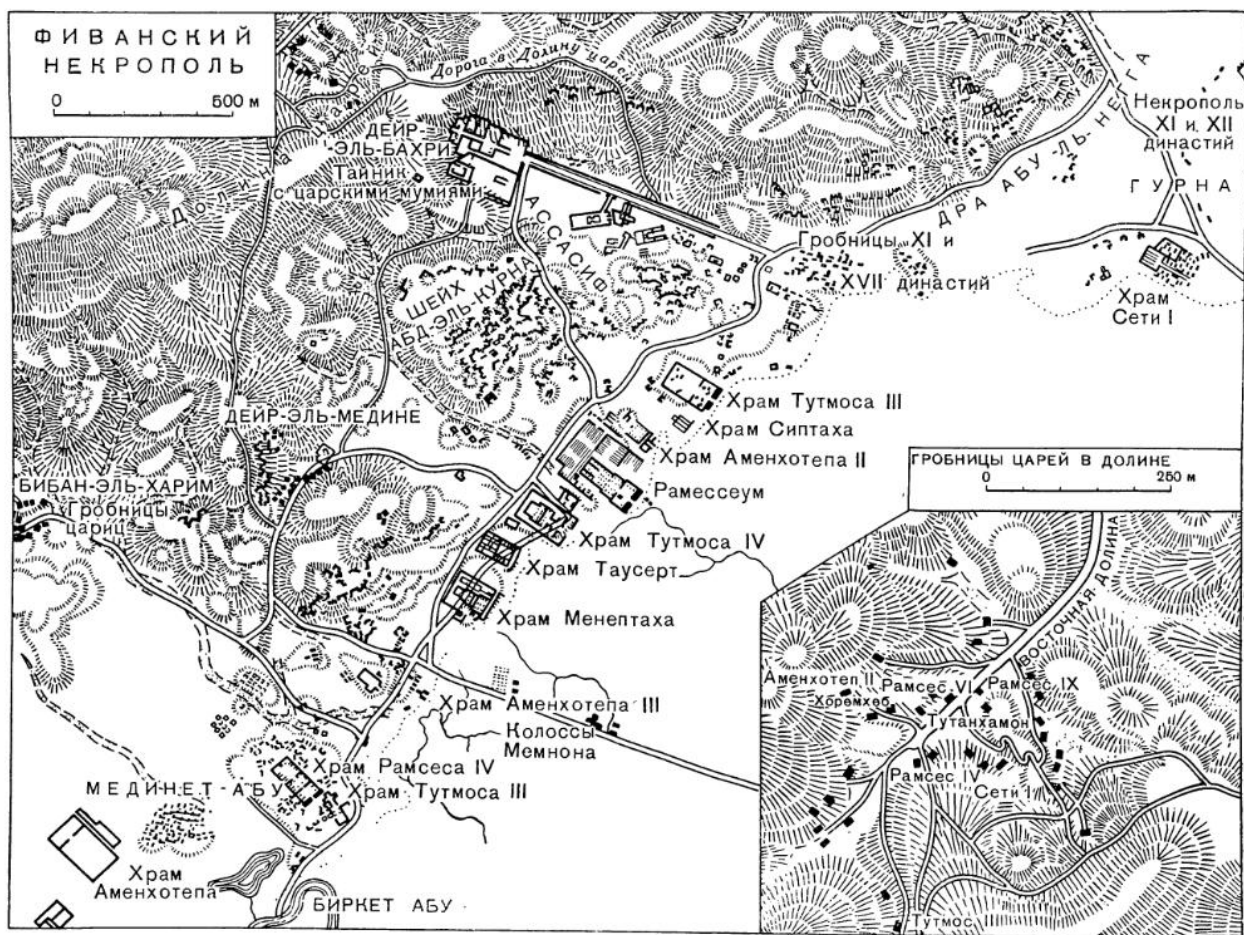 ФИВАНСКИЙ
НЕКРОПОЛЬ
0 500 м
Дорога в Долину царей
Долина царей
ДЕЙР-
-ЭЛЬ-БАХРИ
Тайник
с царскими мумиями
АССАСИФ
ШЕЙХ
АБД-ЭЛЬ-КУРНА
ДРА АБУ-ЛЬ-НЕГГА
Некрополь
XI и XII
династий
ГУРНА
Гробницы XI и
XVII династий
Храм
Сети I
Храм Тутмоса III
Храм Сиптаха
Храм Аменхотепа II
Рамессеум
Храм Тутмоса IV
Храм Таусерт
Храм Менептаха
ДЕЙР-ЭЛЬ-МЕДИНЕ
БИБАН-ЭЛЬ-ХАРИМ
Гробницы
цариц
Храм Аменхотепа III
Колоссы
Мемнона
Храм Рамсеса IV
Храм Тутмоса III
МЕДИНЕТ-АБУ
Храм
Аменхотепа
БИРКЕТ АБУ
ГРОБНИЦЫ ЦАРЕЙ В ДОЛИНЕ
0 250 м
ВОСТОЧНАЯ ДОЛИНА
Аменхотеп II
Хоремхеб
Рамсес VI
Рамсес IX
Тутанхамон
Рамсес IV
Сети I
Тутмос III